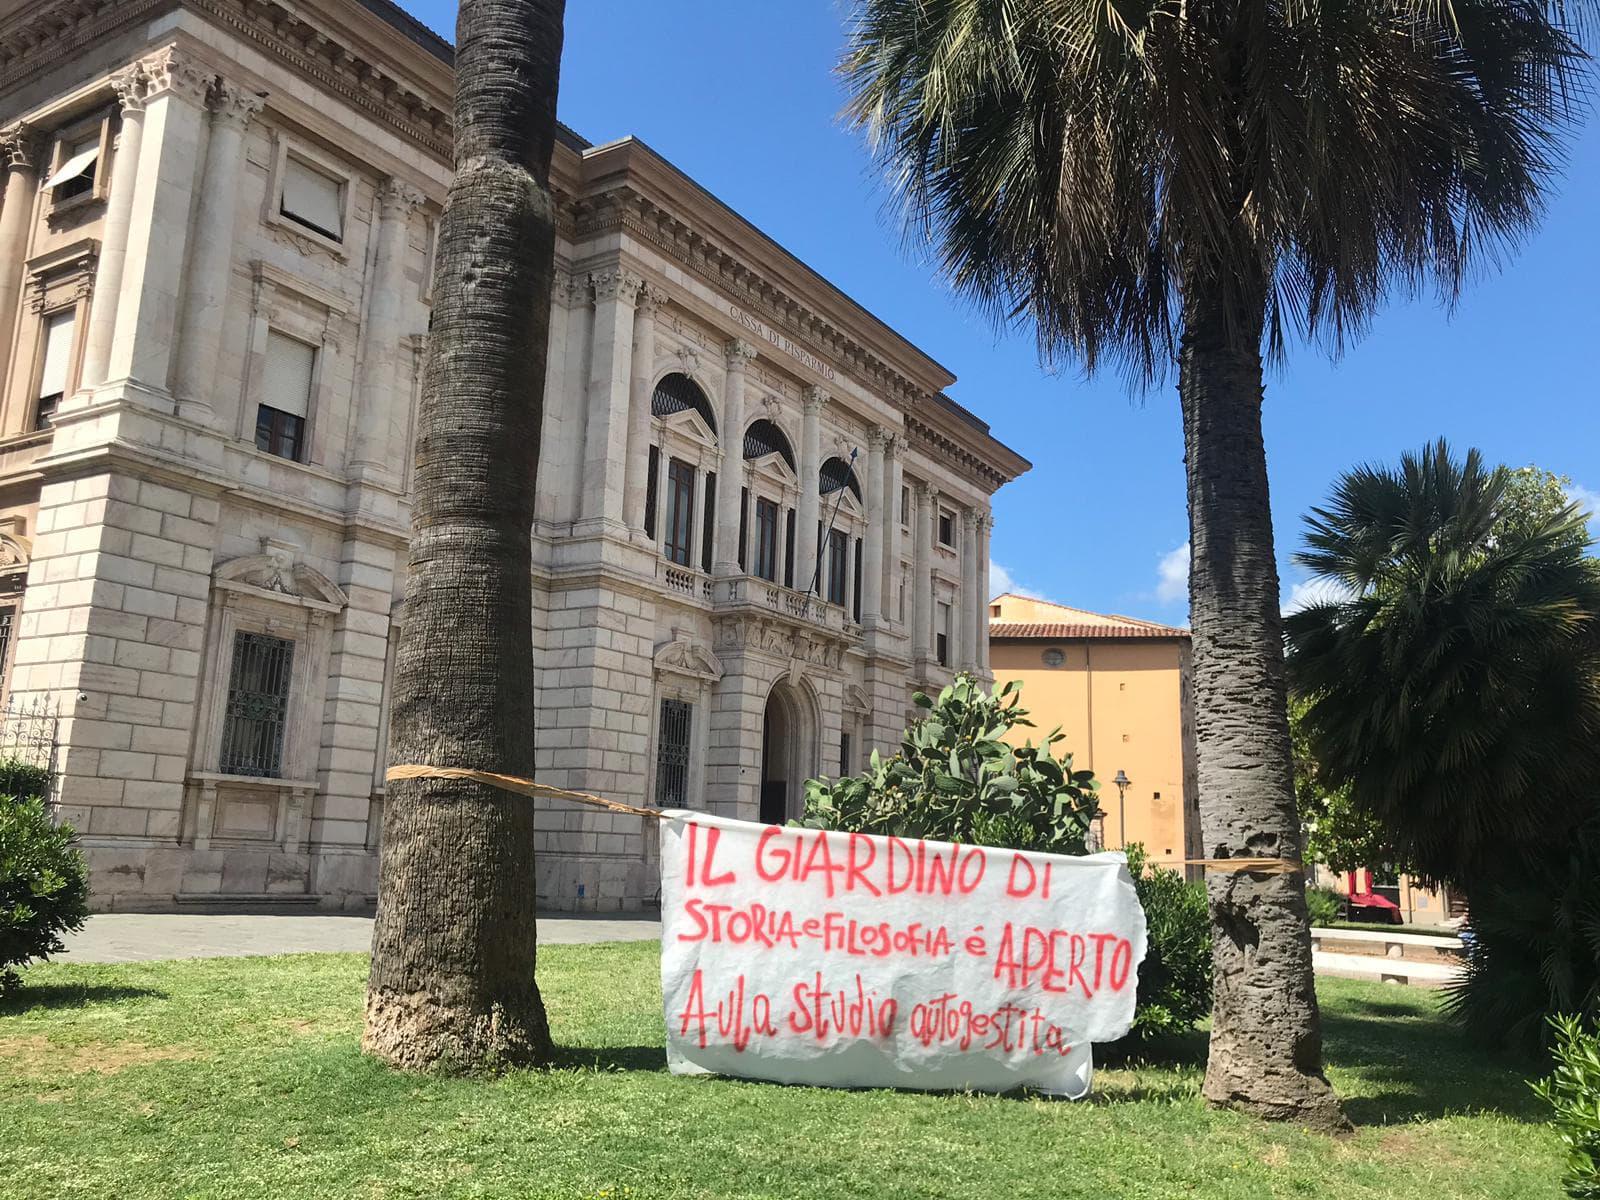 CASSA DI RISPARMIO
IL GIARDINO DI
STORIA e FILOSOFIA é APERTO
Aula studio autogestita